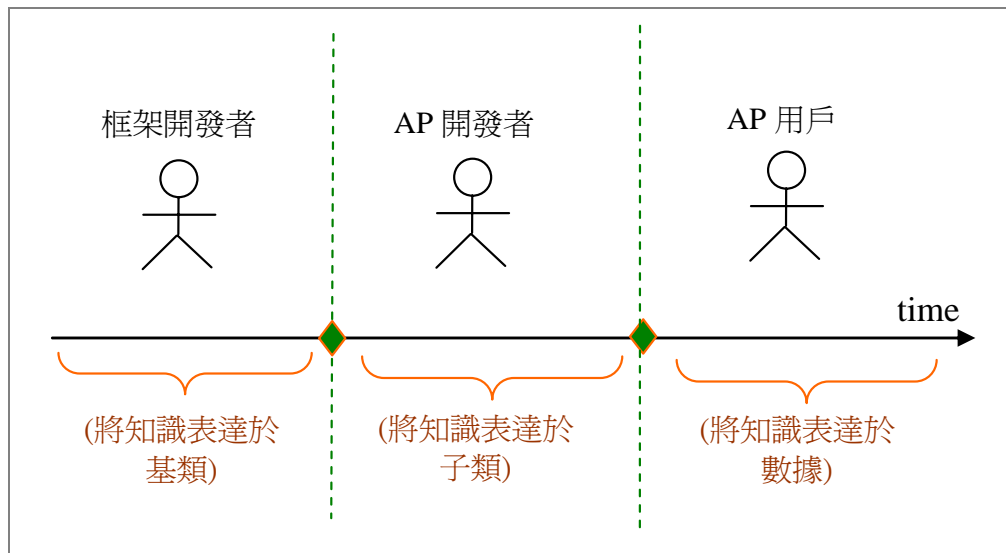 框架開發者
AP 開發者
AP 用戶
time
(將知識表達於
基類)
(將知識表達於
子類)
(將知識表達於
數據)